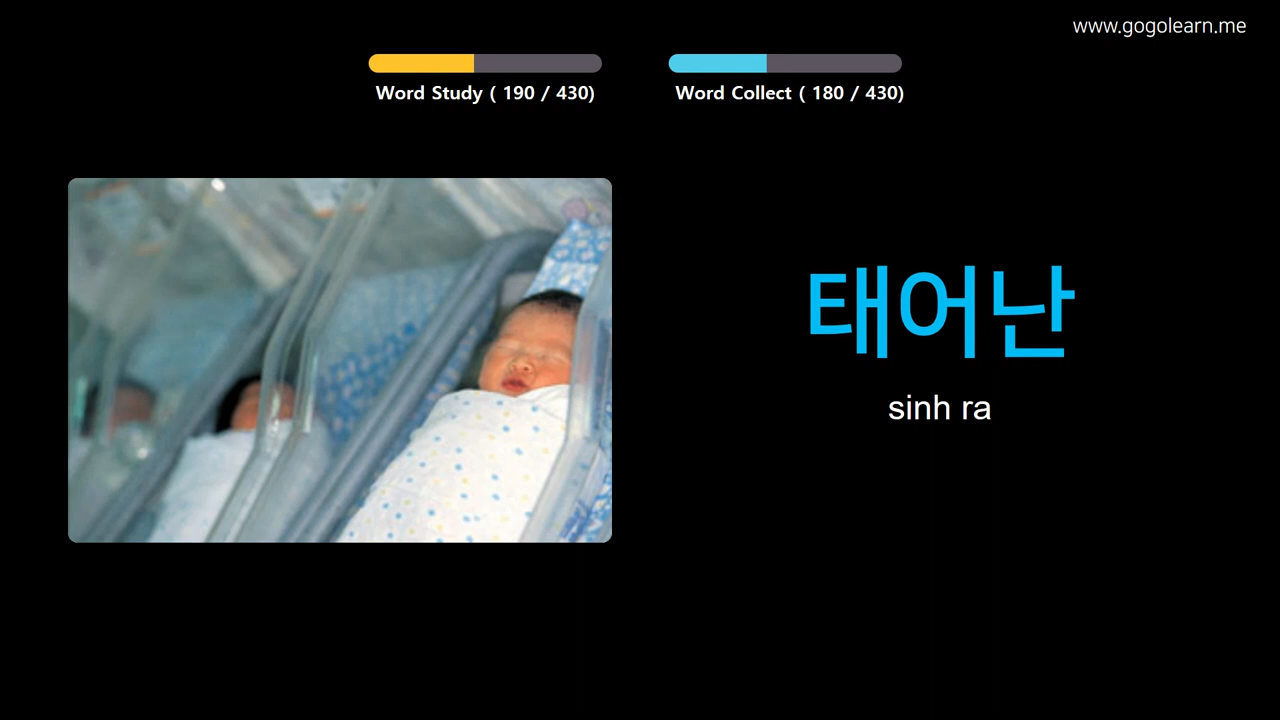 www.gogolearn.me
Word Study ( 190 / 430)
Word Collect ( 180 / 430)
태어난
sinh ra